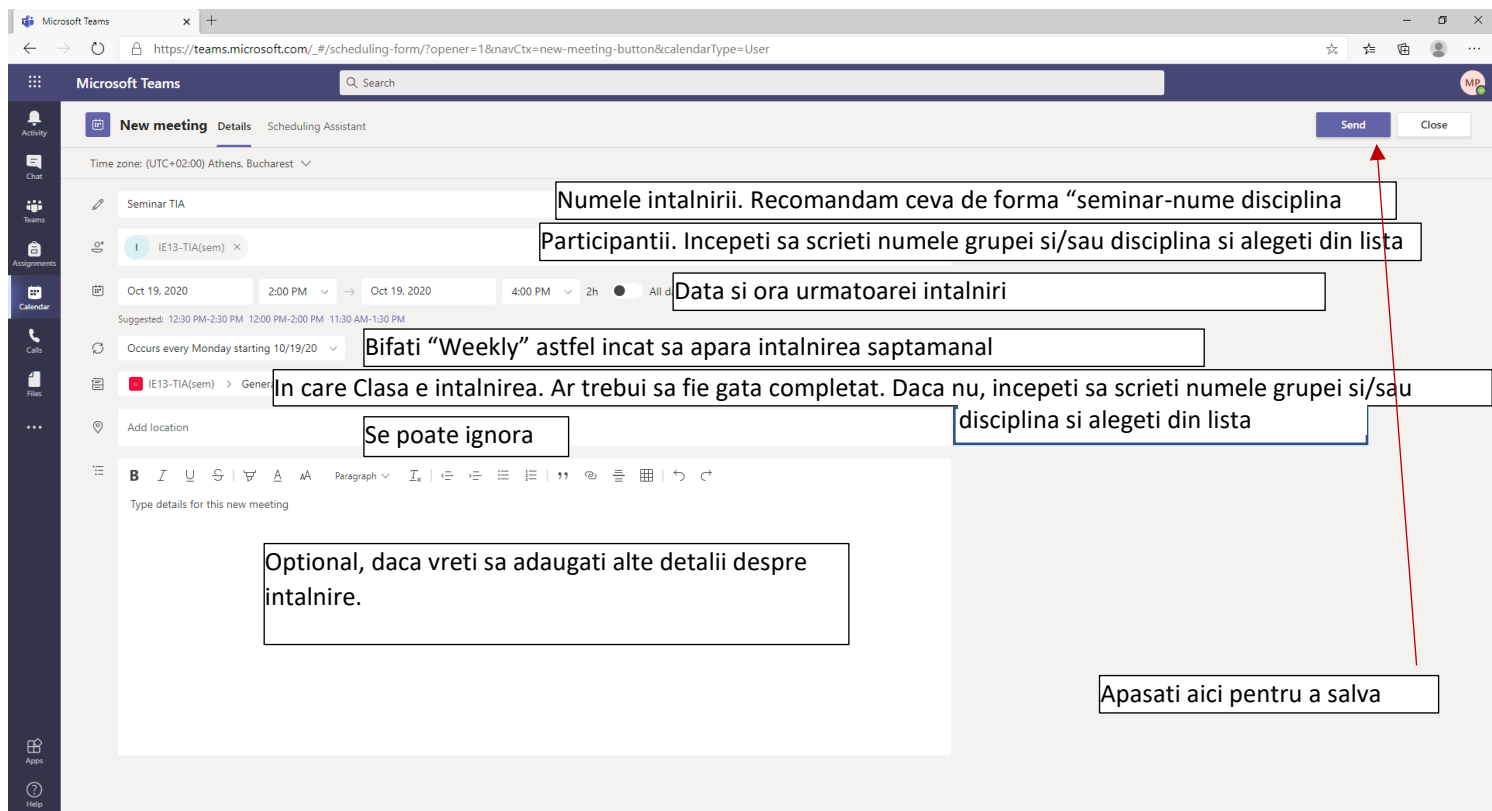 Microsoft Teams
https://teams.microsoft.com/_#/scheduling-form/?opener=1&navCtx=new-meeting-button&calendarType=User
Microsoft Teams
Search
MP
Activity
Chat
Teams
Assignments
Calendar
Calls
Files
Apps
Help
New meeting Details Scheduling Assistant
Send Close
Time zone: (UTC+02:00) Athens, Bucharest
Seminar TIA
Numele intalnirii. Recomandam ceva de forma “seminar-nume disciplina
I IE13-TIA(sem) ×
Participantii. Incepeti sa scrieti numele grupei si/sau disciplina si alegeti din lista
Oct 19, 2020 2:00 PM → Oct 19, 2020 4:00 PM 2h All d
Data si ora urmatoarei intalniri
Suggested: 12:30 PM-2:30 PM 12:00 PM-2:00 PM 11:30 AM-1:30 PM
Occurs every Monday starting 10/19/20
Bifati “Weekly” astfel incat sa apara intalnirea saptamanal
IE13-TIA(sem) > Genera
In care Clasa e intalnirea. Ar trebui sa fie gata completat. Daca nu, incepeti sa scrieti numele grupei si/sau
disciplina si alegeti din lista
Add location
Se poate ignora
B I U S A AA Paragraph
Type details for this new meeting
Optional, daca vreti sa adaugati alte detalii despre
intalnire.
Apasati aici pentru a salva